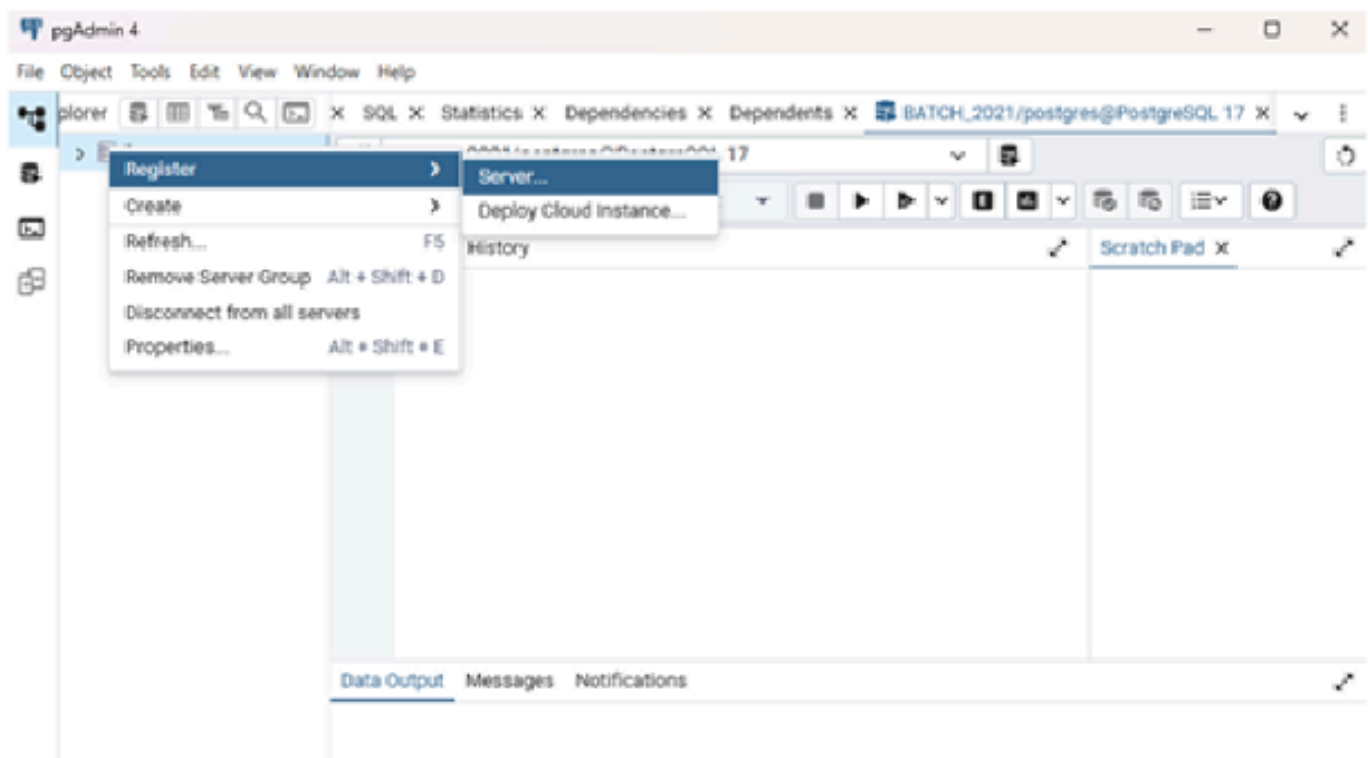 pgAdmin 4
File Object Tools Edit View Window Help
plorer SQL Statistics Dependencies Dependents BATCH_2021/postgres@PostgreSQL 17
17
Register
Server...
Create
Deploy Cloud Instance...
Refresh... F5
History
Scratch Pad
Remove Server Group Alt + Shift + D
Disconnect from all servers
Properties... Alt + Shift + E
Data Output Messages Notifications